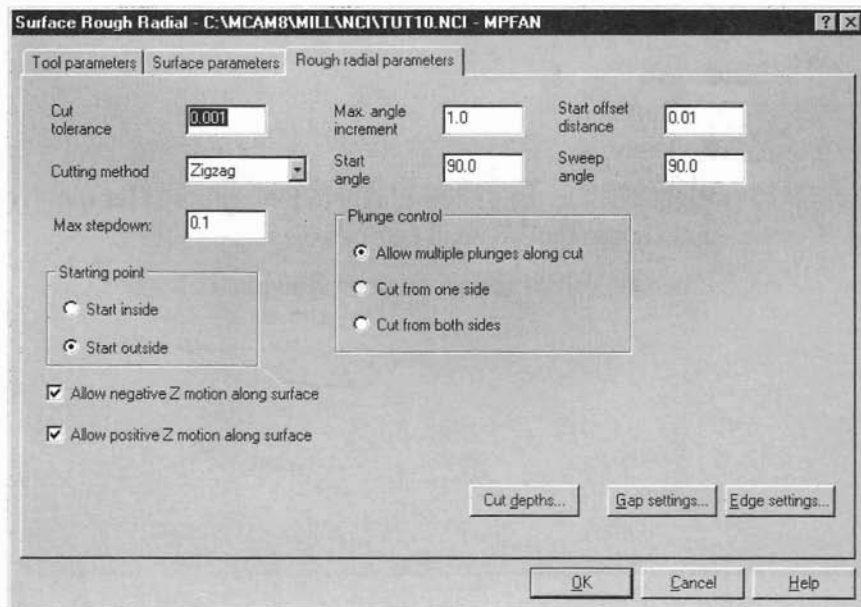 Surface Rough Radial - C:\MCAM8\MILL\NCI\TUT10.NCI - MPFAN
Tool parameters
Surface parameters
Rough radial parameters
Cut
tolerance
0.001
Max. angle
increment
1.0
Start offset
distance
0.01
Cutting method
Zigzag
Start
angle
90.0
Sweep
angle
90.0
Max stepdown:
0.1
Plunge control
Allow multiple plunges along cut
Cut from one side
Cut from both sides
Starting point
Start inside
Start outside
Allow negative Z motion along surface
Allow positive Z motion along surface
Cut depths...
Gap settings...
Edge settings...
OK
Cancel
Help